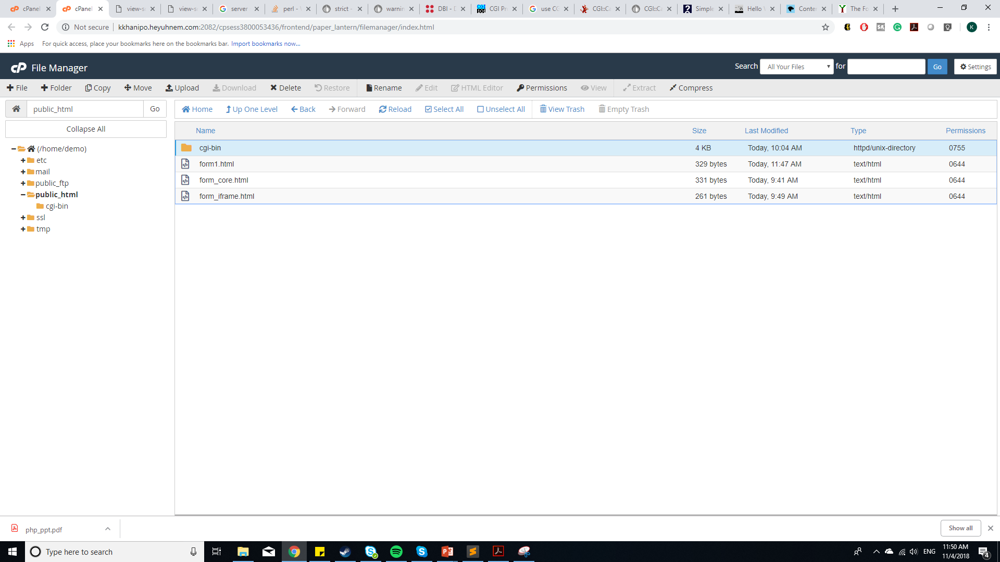 cPanel cPanel view-s view-s server perl - strict - warnin DBI - D CGI Pr use CG CGI::Ca CGI::Ca Simple Hello Conte The Fo
Not secure kkhanipo.heyuhnem.com:2082/cpsess3800053436/frontend/paper_lantern/filemanager/index.html
Apps For quick access, place your bookmarks here on the bookmarks bar. Import bookmarks now...
cP File Manager Search All Your Files for Go Settings
File Folder Copy Move Upload Download Delete Restore Rename Edit HTML Editor Permissions View Extract Compress
public_html Go Home Up One Level Back Forward Reload Select All Unselect All View Trash Empty Trash
Collapse All
Name Size Last Modified Type Permissions
cgi-bin 4 KB Today, 10:04 AM httpd/unix-directory 0755
form1.html 329 bytes Today, 11:47 AM text/html 0644
form_core.html 331 bytes Today, 9:41 AM text/html 0644
form_iframe.html 261 bytes Today, 9:49 AM text/html 0644
(/home/demo)
etc
mail
public_ftp
public_html
cgi-bin
ssl
tmp
php_ppt.pdf Show all
Type here to search ENG 11:50 AM
11/4/2018 4